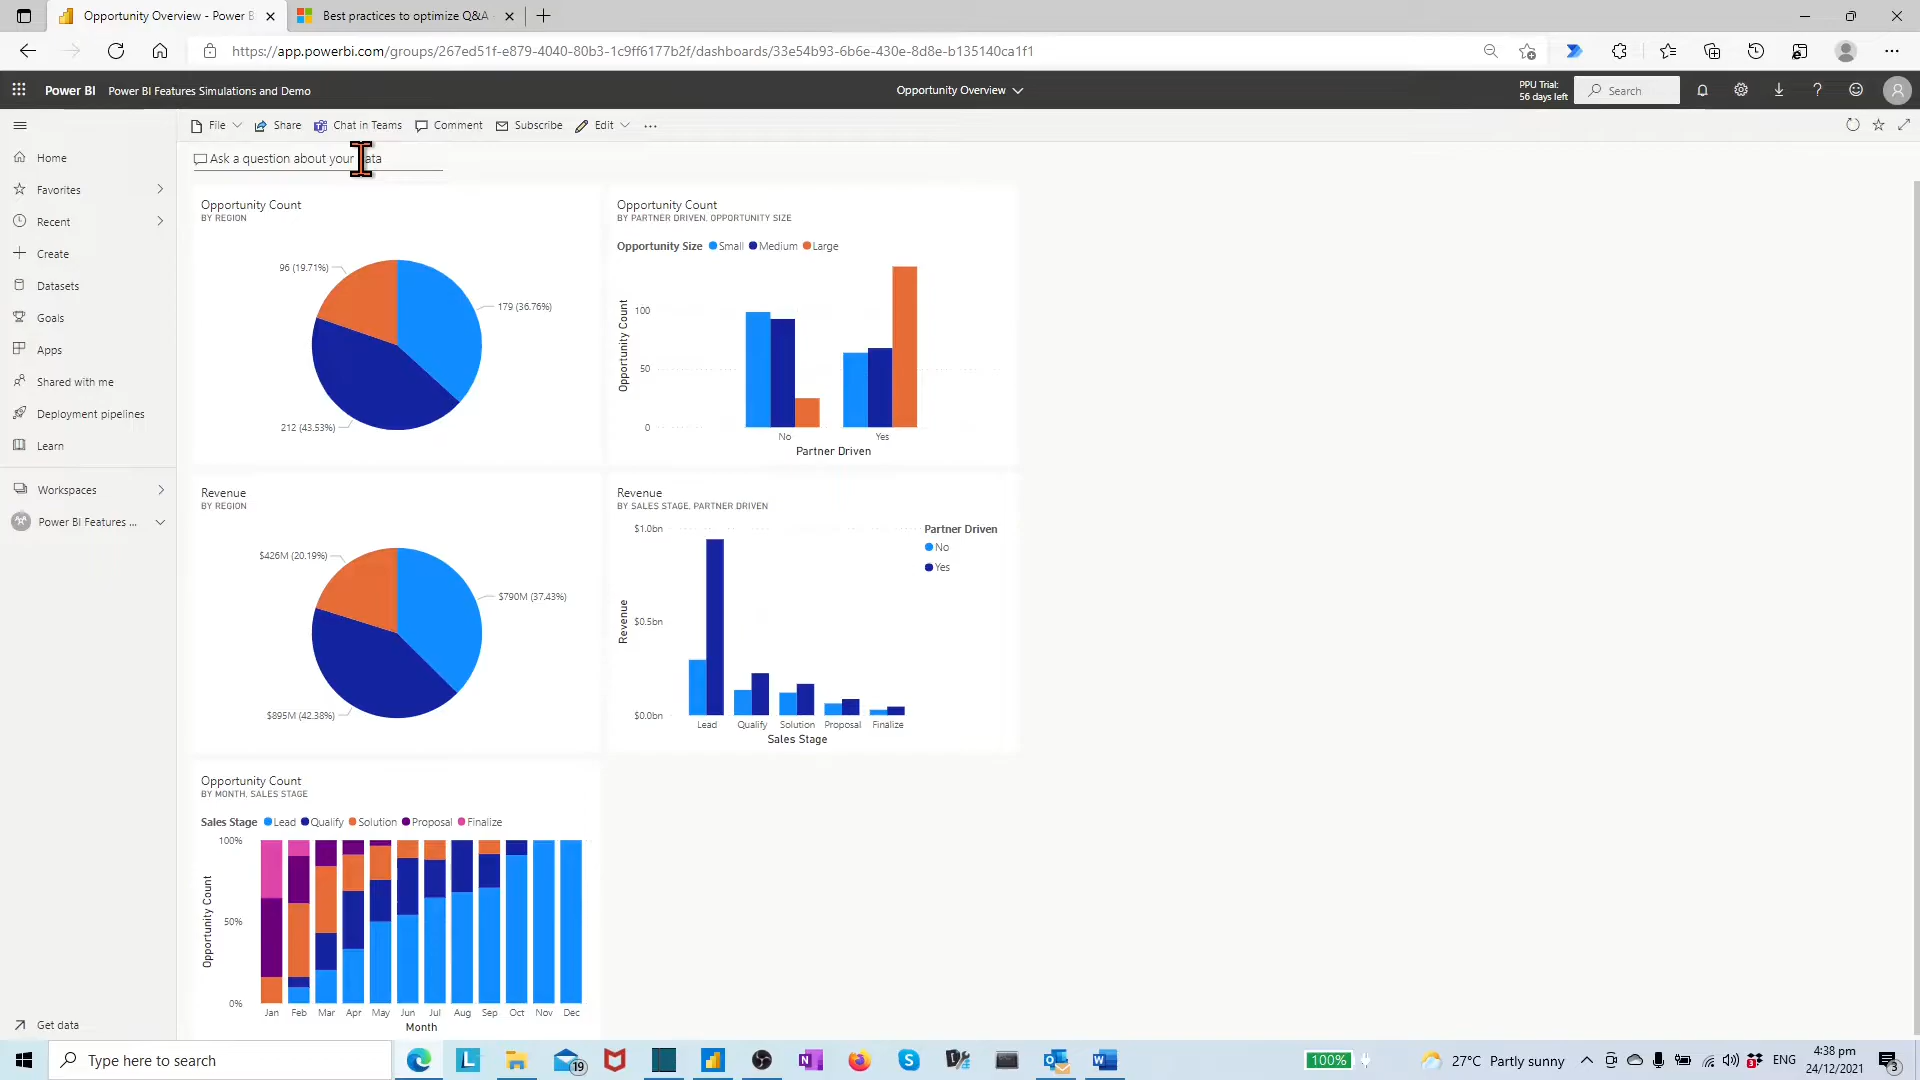 Opportunity Overview - Power B
Best practices to optimize Q&A
https://app.powerbi.com/groups/267ed51f-e879-4040-80b3-1c9ff6177b2f/dashboards/33e54b93-6b6e-430e-8d8e-b135140ca1f1
Power BI Power BI Features Simulations and Demo
Opportunity Overview
PPU Trial:
56 days left
Search
File Share Chat in Teams Comment Subscribe Edit
Home
Favorites
Recent
Create
Datasets
Goals
Apps
Shared with me
Deployment pipelines
Learn
Workspaces
Power BI Features ...
Get data
Ask a question about your data
Opportunity Count
BY REGION
96 (19.71%)
179 (36.76%)
212 (43.53%)
Opportunity Count
BY PARTNER DRIVEN, OPPORTUNITY SIZE
Opportunity Size Small Medium Large
Opportunity Count
100
50
0
No Yes
Partner Driven
Revenue
BY REGION
$426M (20.19%)
$790M (37.43%)
$895M (42.38%)
Revenue
BY SALES STAGE, PARTNER DRIVEN
Partner Driven
No
Yes
Revenue
$1.0bn
$0.5bn
$0.0bn
Lead Qualify Solution Proposal Finalize
Sales Stage
Opportunity Count
BY MONTH, SALES STAGE
Sales Stage Lead Qualify Solution Proposal Finalize
Opportunity Count
100%
50%
0%
Jan Feb Mar Apr May Jun Jul Aug Sep Oct Nov Dec
Month
Type here to search
19
100%
27°C Partly sunny
ENG
4:38 pm
24/12/2021
3